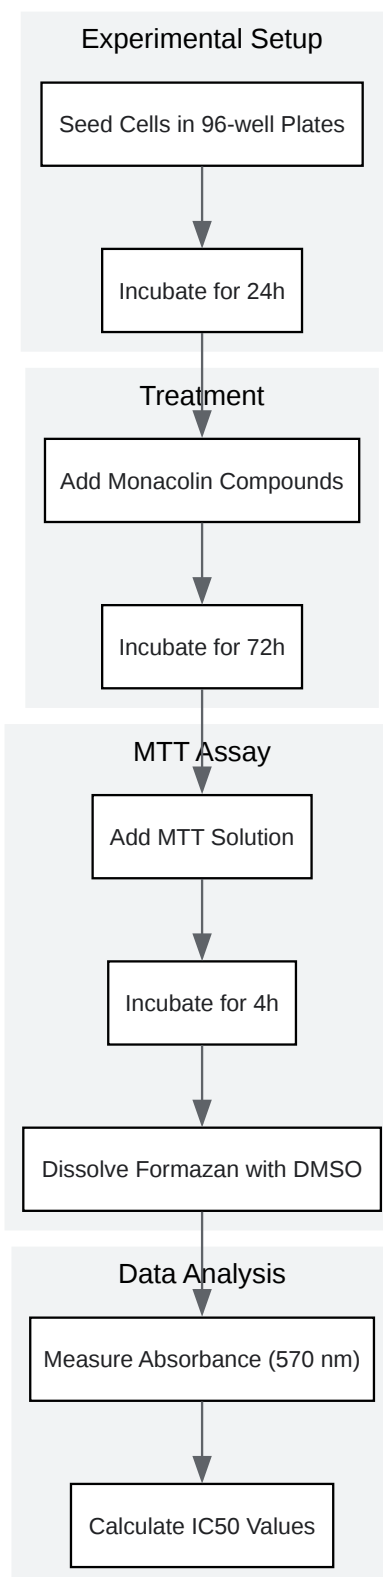 Experimental Setup
Seed Cells in 96-well Plates
Incubate for 24h
Treatment
Add Monacolin Compounds
Incubate for 72h
MTT Assay
Add MTT Solution
Incubate for 4h
Dissolve Formazan with DMSO
Data Analysis
Measure Absorbance (570 nm)
Calculate IC50 Values